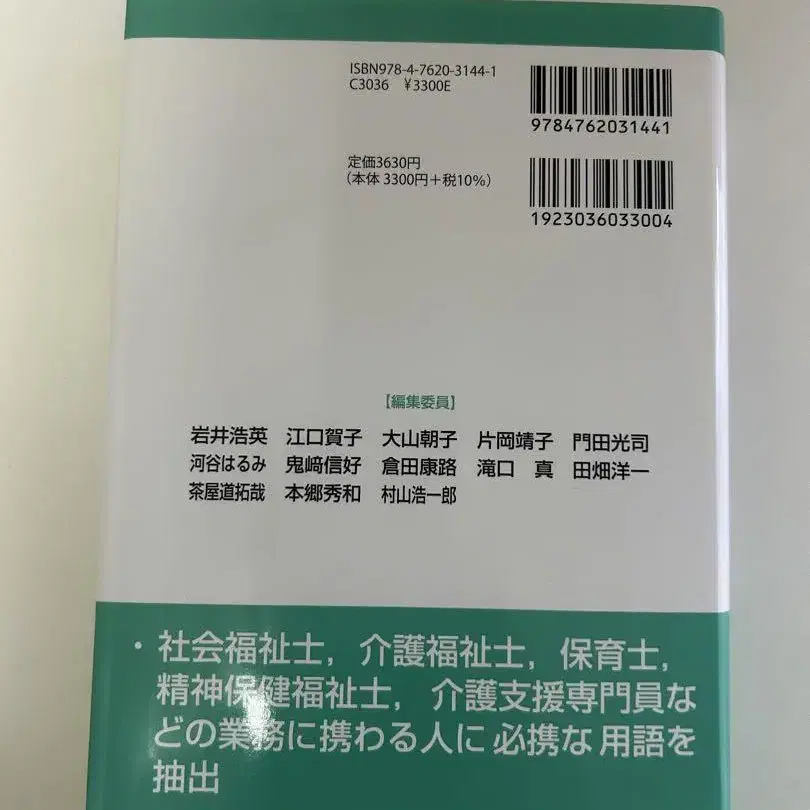 ISBN978-4-7620-3144-1
C3036 ¥3300E
9784762031441
定価3630円
(本体 3300円+税10%)
1923036033004
【編集委員】
岩井浩英 江口賀子 大山朝子 片岡靖子 門田光司
河谷はるみ 鬼﨑信好 倉田康路 滝口 真 田畑洋一
茶屋道拓哉 本郷秀和 村山浩一郎
・社会福祉士，介護福祉士，保育士，
精神保健福祉士，介護支援専門員な
どの業務に携わる人に必携な用語を
抽出